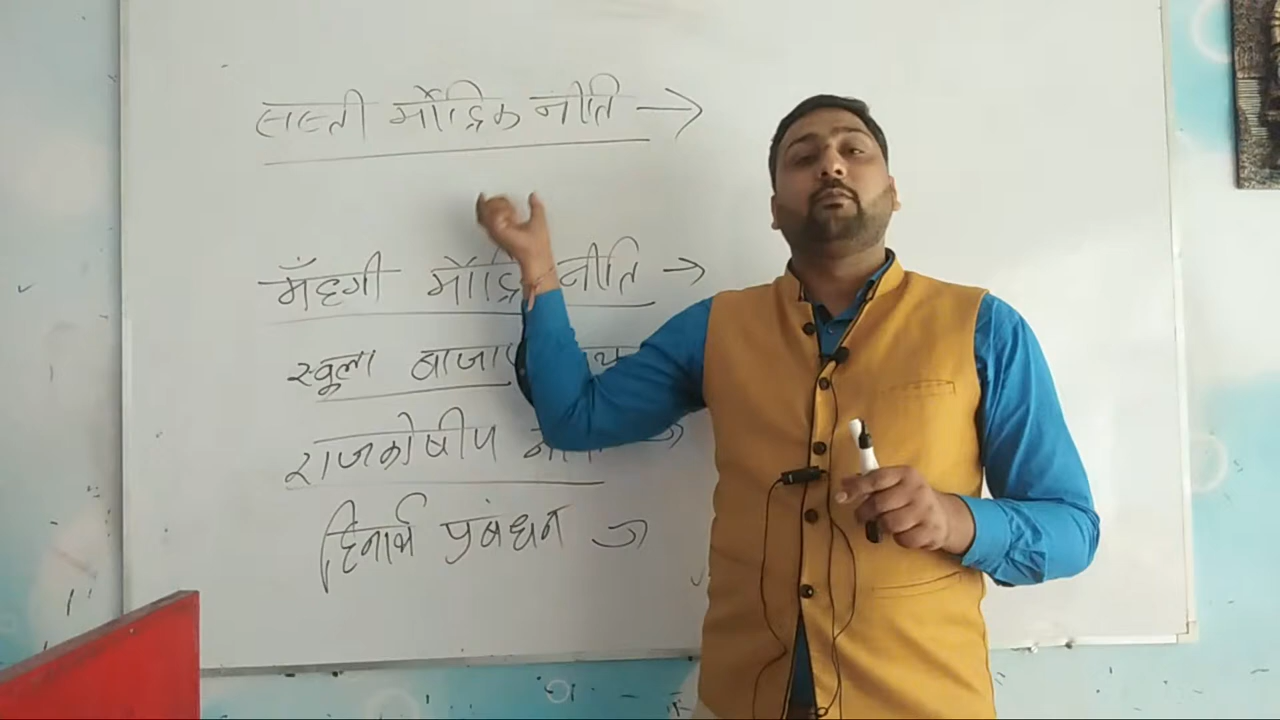 सस्ती मौद्रिक नीति →
मँहगी मौद्रिक नीति →
खूला बाजार
राजकोषीय
हिनार्थ प्रबंधन